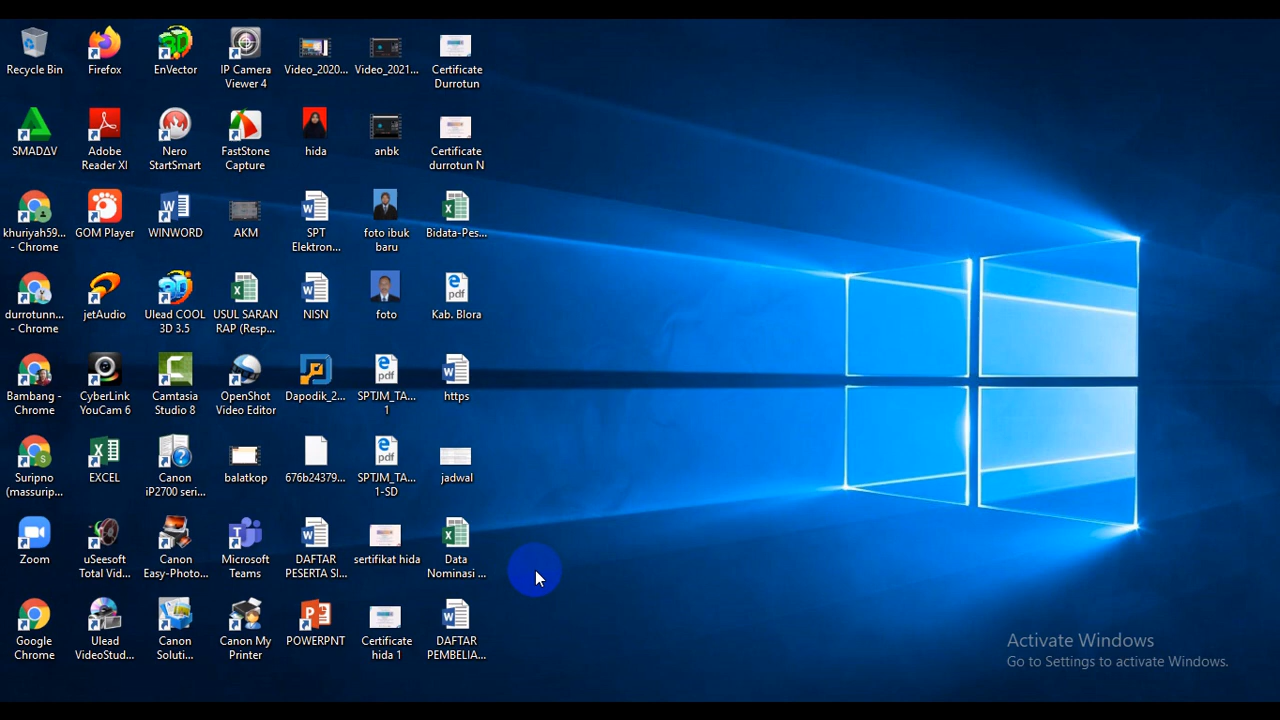 Recycle Bin
Firefox
EnVector
IP Camera
Viewer 4
Video_2020...
Video_2021...
Certificate
Durrotun
SMADΔV
Adobe
Reader XI
Nero
StartSmart
FastStone
Capture
hida
anbk
Certificate
durrotun N
khuriyah59...
- Chrome
GOM Player
WINWORD
AKM
SPT
Elektron...
foto ibuk
baru
Bidata-Pes...
durrotunn...
- Chrome
jetAudio
Ulead COOL
3D 3.5
USUL SARAN
RAP (Resp...
NISN
foto
pdf
Kab. Blora
Bambang -
Chrome
CyberLink
YouCam 6
Camtasia
Studio 8
OpenShot
Video Editor
Dapodik_2...
pdf
SPTJM_TA...
1
https
Suripno
(massurip...
EXCEL
Canon
iP2700 seri...
balatkop
676b24379...
pdf
SPTJM_TA...
1-SD
jadwal
Zoom
uSeesoft
Total Vid...
Canon
Easy-Photo...
Microsoft
Teams
DAFTAR
PESERTA SI...
sertifikat hida
Data
Nominasi ...
Google
Chrome
Ulead
VideoStud...
Canon
Soluti...
Canon My
Printer
POWERPNT
Certificate
hida 1
DAFTAR
PEMBELIA...
Activate Windows
Go to Settings to activate Windows.